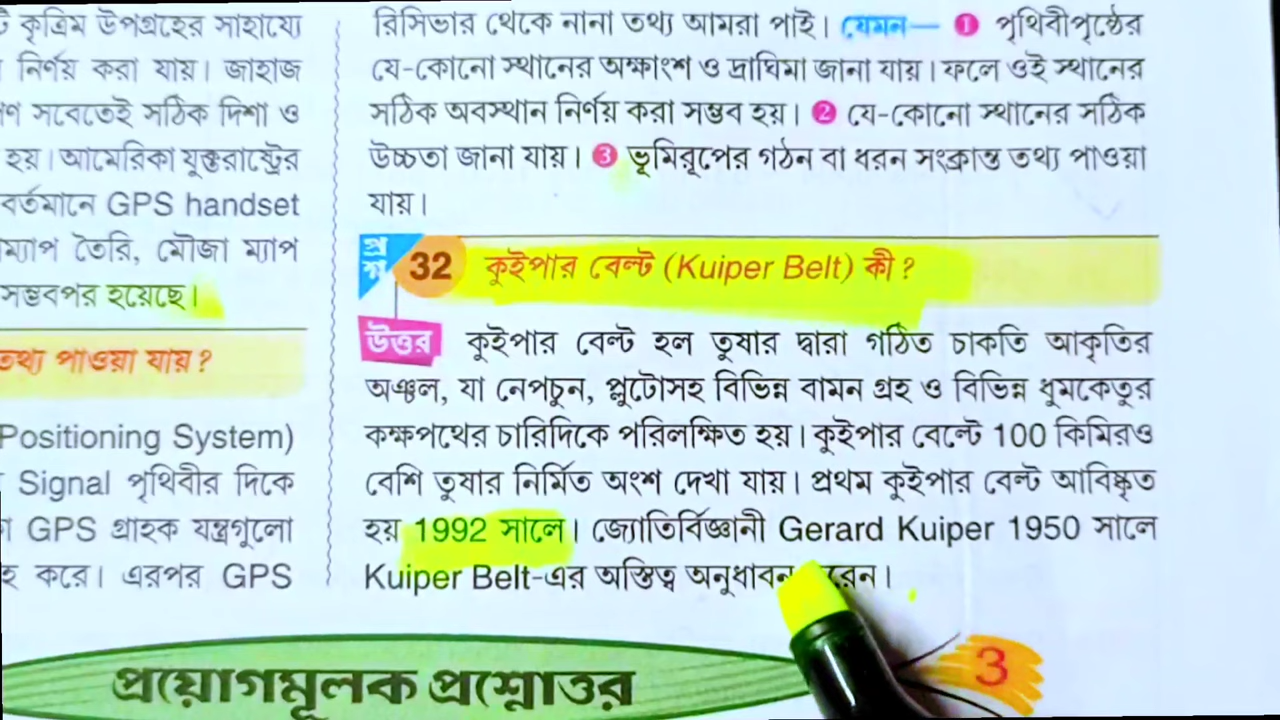 কৃত্রিম উপগ্রহের সাহায্যে
নির্ণয় করা যায়। জাহাজ
সবেতেই সঠিক দিশা ও
হয়। আমেরিকা যুক্তরাষ্ট্রের
বর্তমানে GPS handset
ম্যাপ তৈরি, মৌজা ম্যাপ
সম্ভবপর হয়েছে।
তথ্য পাওয়া যায়?
Positioning System)
Signal পৃথিবীর দিকে
GPS গ্রাহক যন্ত্রগুলো
করে। এরপর GPS
রিসিভার থেকে নানা তথ্য আমরা পাই। যেমন— 1 পৃথিবীপৃষ্ঠের
যে-কোনো স্থানের অক্ষাংশ ও দ্রাঘিমা জানা যায়। ফলে ওই স্থানের
সঠিক অবস্থান নির্ণয় করা সম্ভব হয়। 2 যে-কোনো স্থানের সঠিক
উচ্চতা জানা যায়। 3 ভূমিরূপের গঠন বা ধরন সংক্রান্ত তথ্য পাওয়া
যায়।
প্রশ্ন 32 কুইপার বেল্ট (Kuiper Belt) কী?
উত্তর কুইপার বেল্ট হল তুষার দ্বারা গঠিত চাকতি আকৃতির
অঞ্চল, যা নেপচুন, প্লুটোসহ বিভিন্ন বামন গ্রহ ও বিভিন্ন ধুমকেতুর
কক্ষপথের চারিদিকে পরিলক্ষিত হয়। কুইপার বেল্টে 100 কিমিরও
বেশি তুষার নির্মিত অংশ দেখা যায়। প্রথম কুইপার বেল্ট আবিষ্কৃত
হয় 1992 সালে। জ্যোতির্বিজ্ঞানী Gerard Kuiper 1950 সালে
Kuiper Belt-এর অস্তিত্ব অনুধাবন করেন।
প্রয়োগমূলক প্রশ্নোত্তর 3